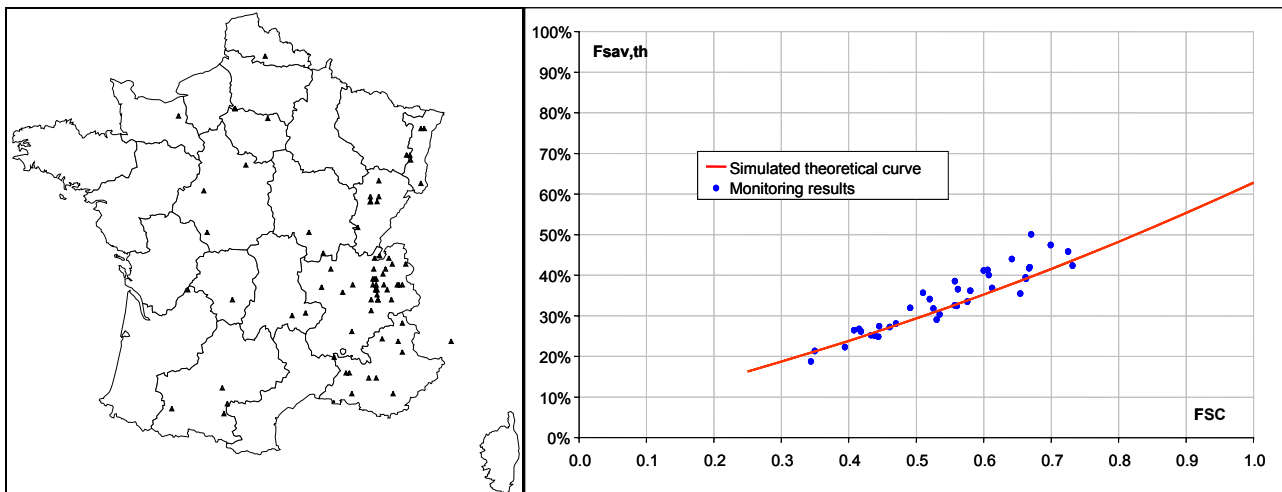 Fsav,th
100%
90%
80%
70%
60%
50%
40%
30%
20%
10%
0%
Simulated theoretical curve
Monitoring results
FSC
0.0 0.1 0.2 0.3 0.4 0.5 0.6 0.7 0.8 0.9 1.0